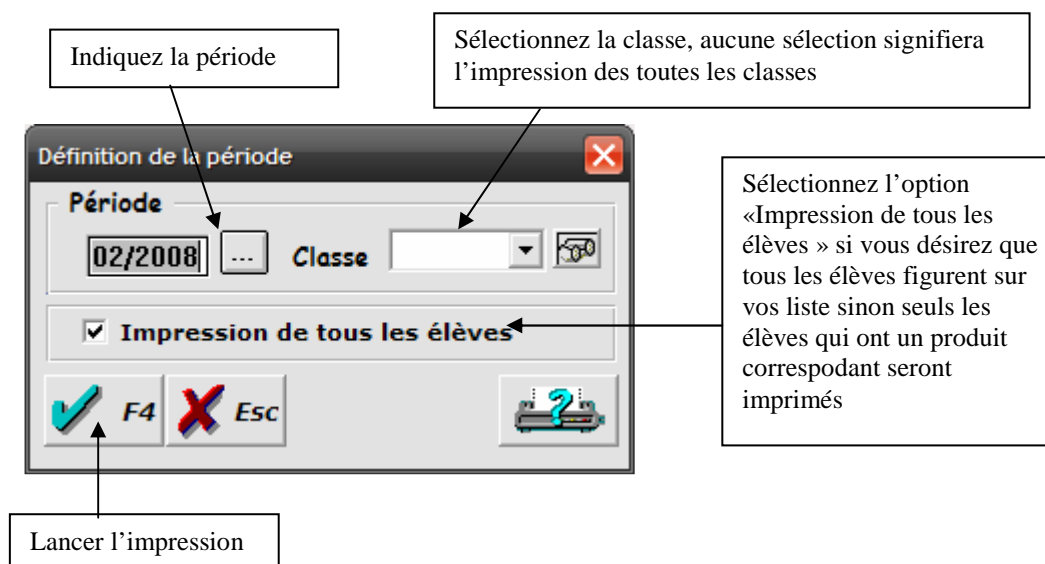 Indiquez la période
Sélectionnez la classe, aucune sélection signifiera
l’impression des toutes les classes
Définition de la période
Période
02/2008
...
Classe
Impression de tous les élèves
F4
Esc
Sélectionnez l’option
«Impression de tous les
élèves » si vous désirez que
tous les élèves figurent sur
vos liste sinon seuls les
élèves qui ont un produit
correspodant seront
imprimés
Lancer l’impression